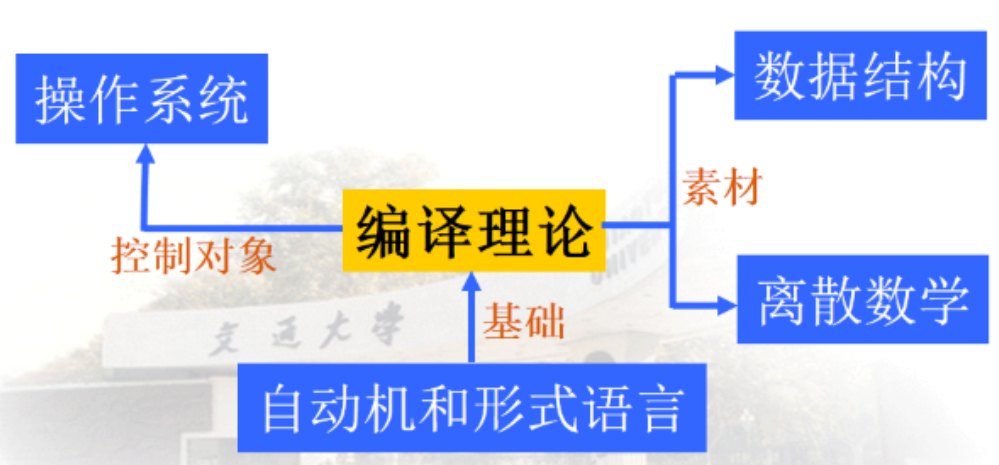 操作系统
数据结构
素材
编译理论
控制对象
离散数学
基础
交通大学
自动机和形式语言